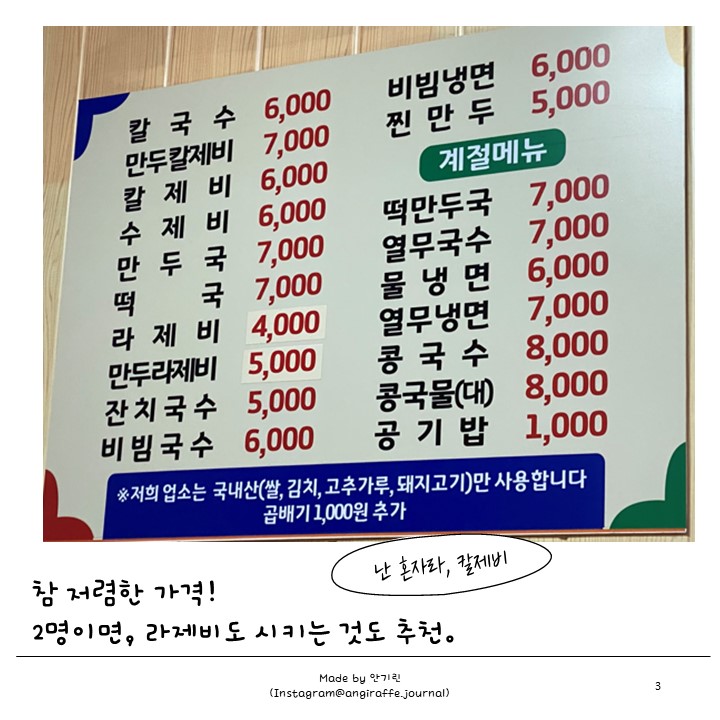 칼국수 6,000
만두칼제비 7,000
칼제비 6,000
수제비 6,000
만두국 7,000
떡국 7,000
라제비 4,000
만두라제비 5,000
잔치국수 5,000
비빔국수 6,000
비빔냉면 6,000
찐만두 5,000
계절메뉴
떡만두국 7,000
열무국수 7,000
물냉면 6,000
열무냉면 7,000
콩국수 8,000
콩국물(대) 8,000
공기밥 1,000
※저희 업소는 국내산(쌀, 김치, 고추가루, 돼지고기)만 사용합니다
곱배기 1,000원 추가
난 혼자라, 칼제비
참 저렴한 가격!
2명이면, 라제비도 시키는 것도 추천。
Made by 안기린
(Instagram@angiraffe.journal)
3